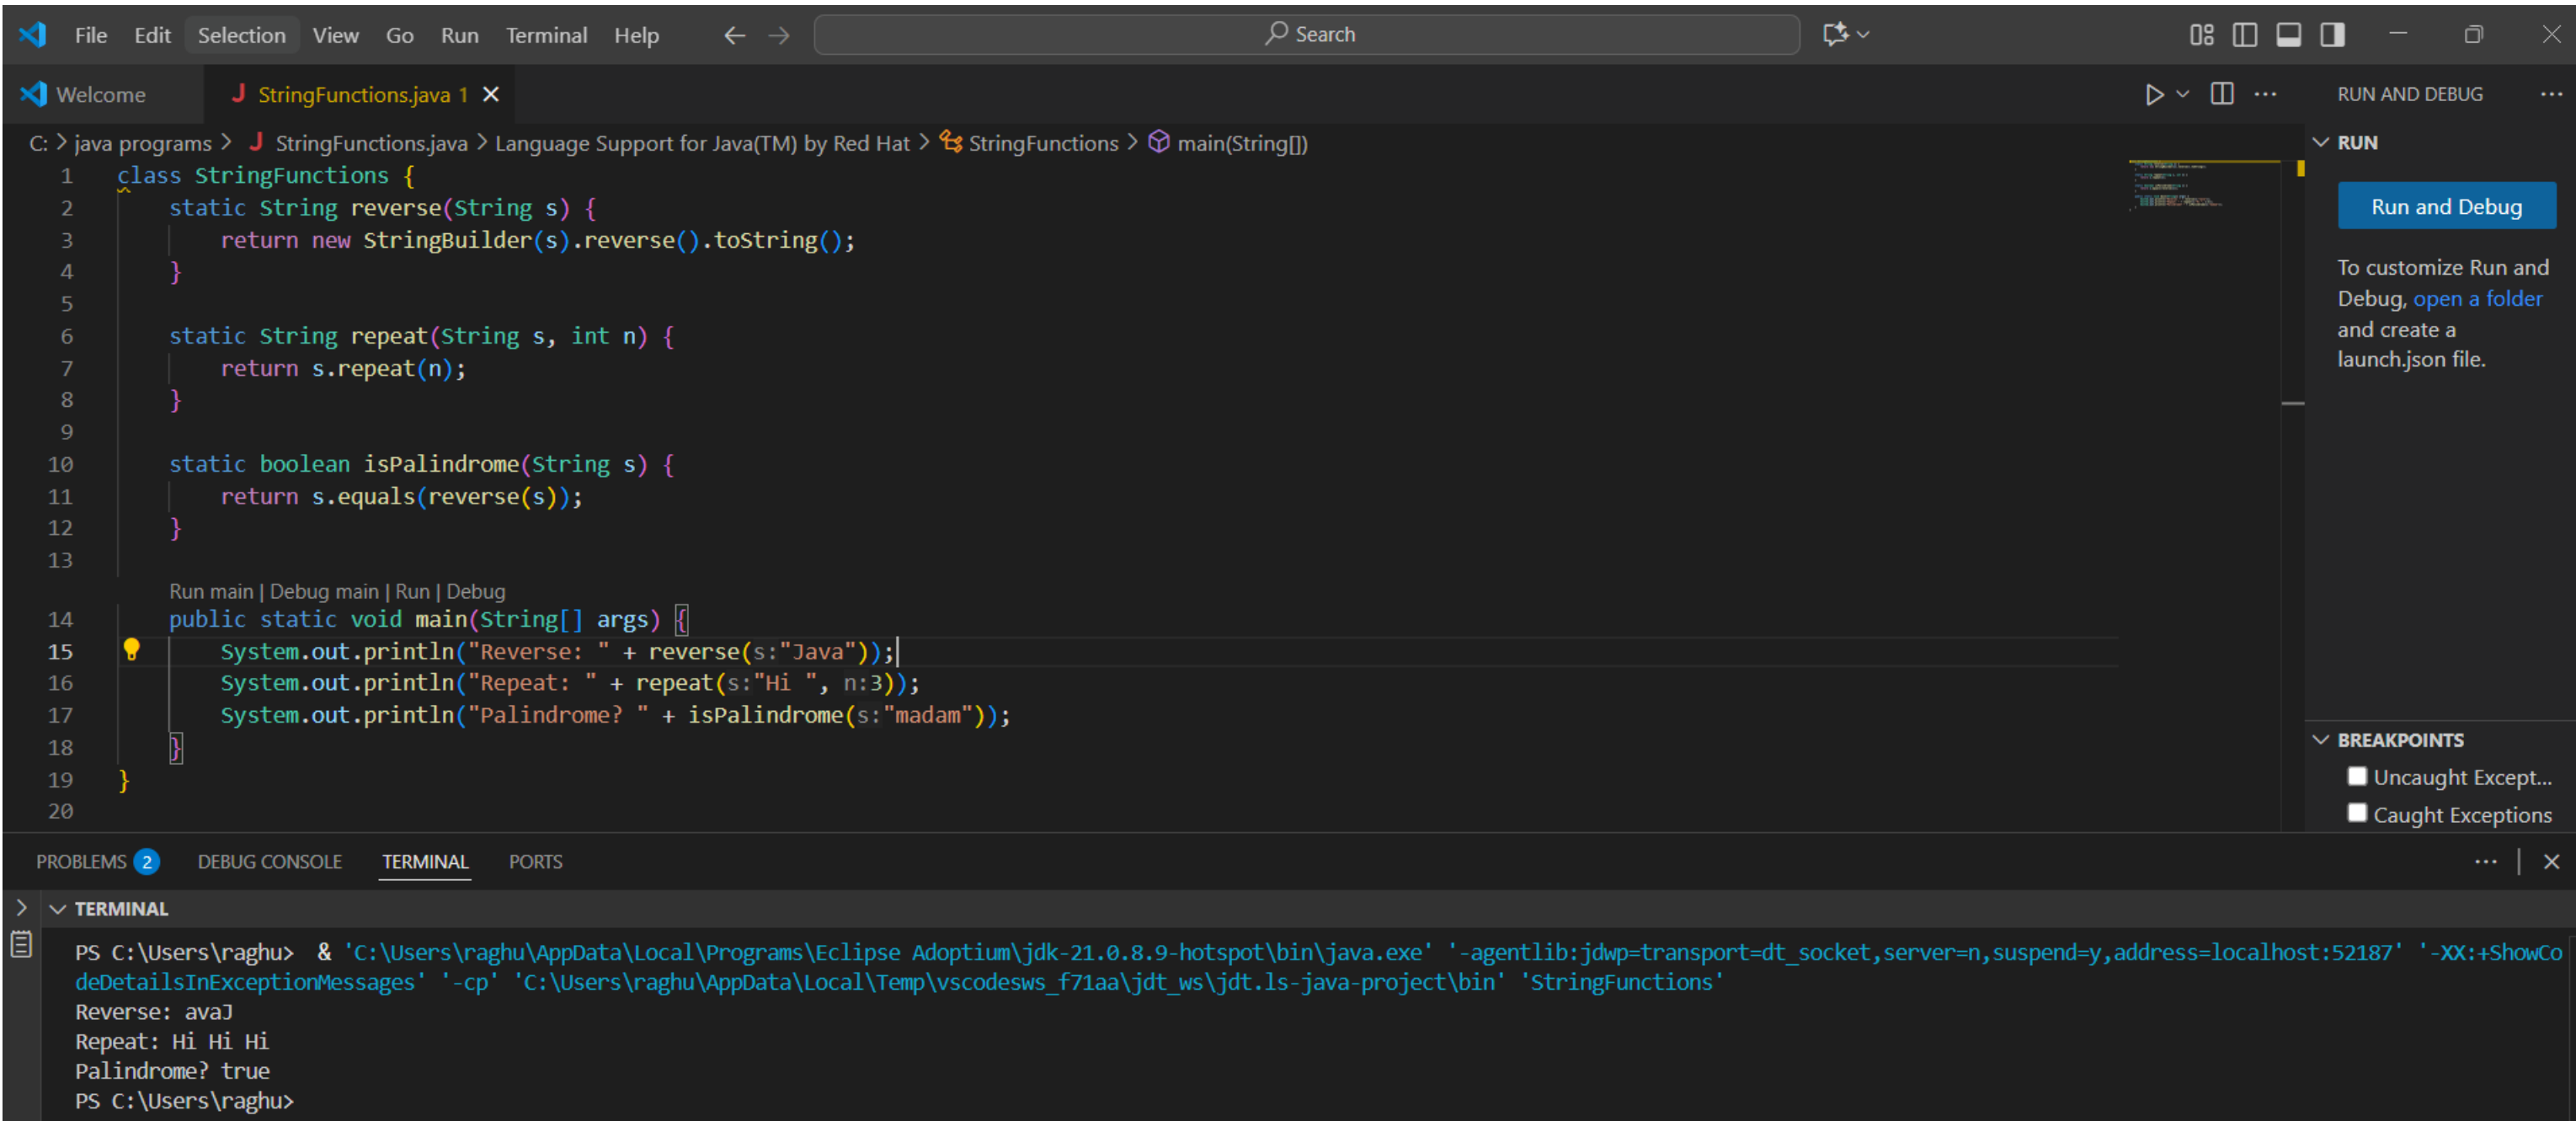 File Edit Selection View Go Run Terminal Help Search
Welcome StringFunctions.java 1
C: > java programs > StringFunctions.java > Language Support for Java(TM) by Red Hat > StringFunctions > main(String[])
1 class StringFunctions {
2     static String reverse(String s) {
3         return new StringBuilder(s).reverse().toString();
4     }
5
6     static String repeat(String s, int n) {
7         return s.repeat(n);
8     }
9
10     static boolean isPalindrome(String s) {
11         return s.equals(reverse(s));
12     }
13
Run main | Debug main | Run | Debug
14     public static void main(String[] args) {
15         System.out.println("Reverse: " + reverse(s:"Java"));
16         System.out.println("Repeat: " + repeat(s:"Hi ", n:3));
17         System.out.println("Palindrome? " + isPalindrome(s:"madam"));
18     }
19 }
20
RUN AND DEBUG
RUN
Run and Debug
To customize Run and
Debug, open a folder
and create a
launch.json file.
BREAKPOINTS
Uncaught Except...
Caught Exceptions
PROBLEMS 2 DEBUG CONSOLE TERMINAL PORTS
TERMINAL
PS C:\Users\raghu>  & 'C:\Users\raghu\AppData\Local\Programs\Eclipse Adoptium\jdk-21.0.8.9-hotspot\bin\java.exe' '-agentlib:jdwp=transport=dt_socket,server=n,suspend=y,address=localhost:52187' '-XX:+ShowCo
deDetailsInExceptionMessages' '-cp' 'C:\Users\raghu\AppData\Local\Temp\vscodesws_f71aa\jdt_ws\jdt.ls-java-project\bin' 'StringFunctions'
Reverse: avaJ
Repeat: Hi Hi Hi
Palindrome? true
PS C:\Users\raghu>